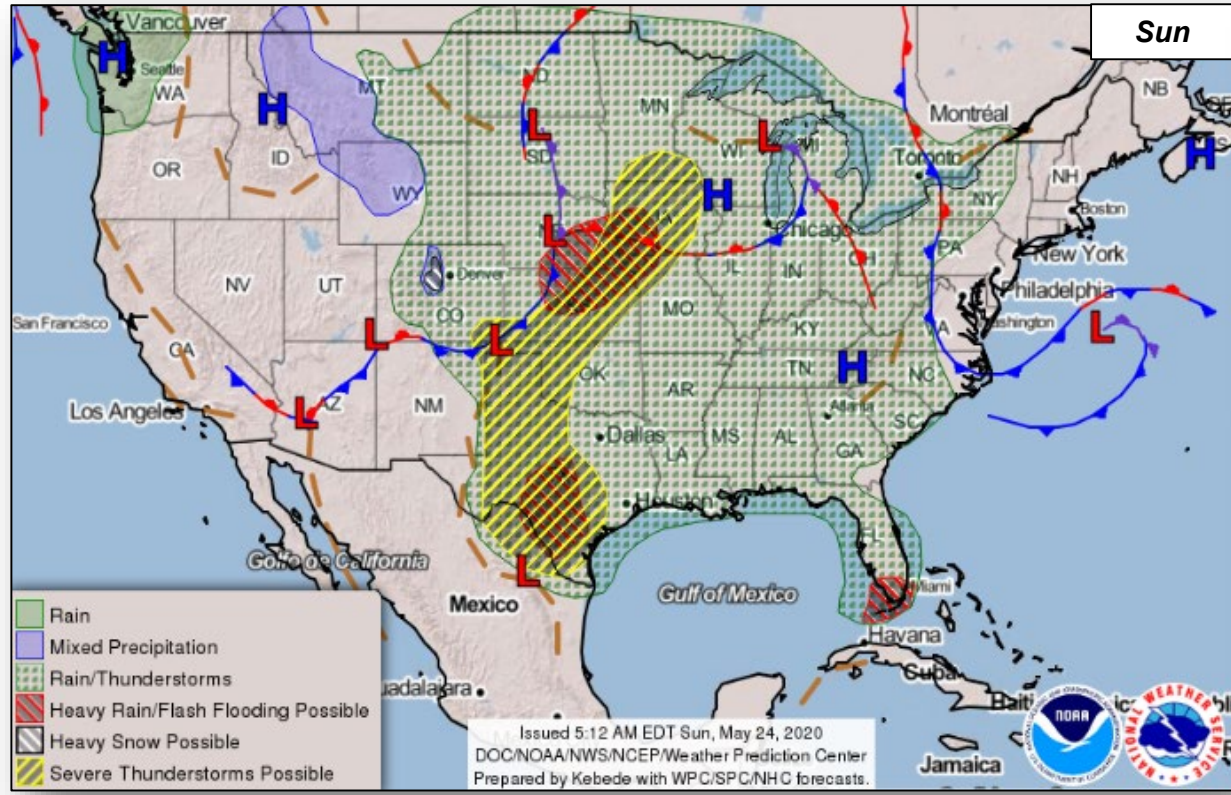 Sun
Vancouver
Seattle
WA
MT
ND
MN
Montréal
NB
OR
ID
SD
WI
MI
Toronto
NH
WY
NY
Boston
Chicago
PA
New York
NV
UT
Denver
IL
IN
OH
Philadelphia
San Francisco
CO
MO
KY
ashington
CA
TN
NC
Los Angeles
AZ
NM
OK
AR
Atlanta
SC
Dallas
LA
MS
AL
GA
Houston
FL
Golfo de California
Miami
Mexico
Gulf of Mexico
Havana
Cuba
uadalajara
Jamaica
H
L
Rain
Mixed Precipitation
Rain/Thunderstorms
Heavy Rain/Flash Flooding Possible
Heavy Snow Possible
Severe Thunderstorms Possible
Issued 5:12 AM EDT Sun, May 24, 2020
DOC/NOAA/NWS/NCEP/Weather Prediction Center
Prepared by Kebede with WPC/SPC/NHC forecasts.
NOAA
NATIONAL WEATHER SERVICE